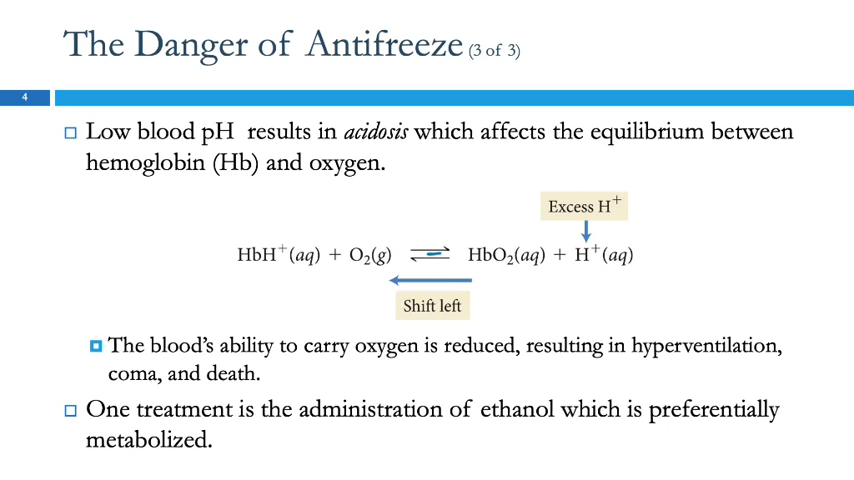 The Danger of Antifreeze (3 of 3)
4
Low blood pH results in acidosis which affects the equilibrium between
hemoglobin (Hb) and oxygen.
Excess H⁺
HbH⁺(aq) + O₂(g) ⇌ HbO₂(aq) + H⁺(aq)
Shift left
The blood’s ability to carry oxygen is reduced, resulting in hyperventilation,
coma, and death.
One treatment is the administration of ethanol which is preferentially
metabolized.